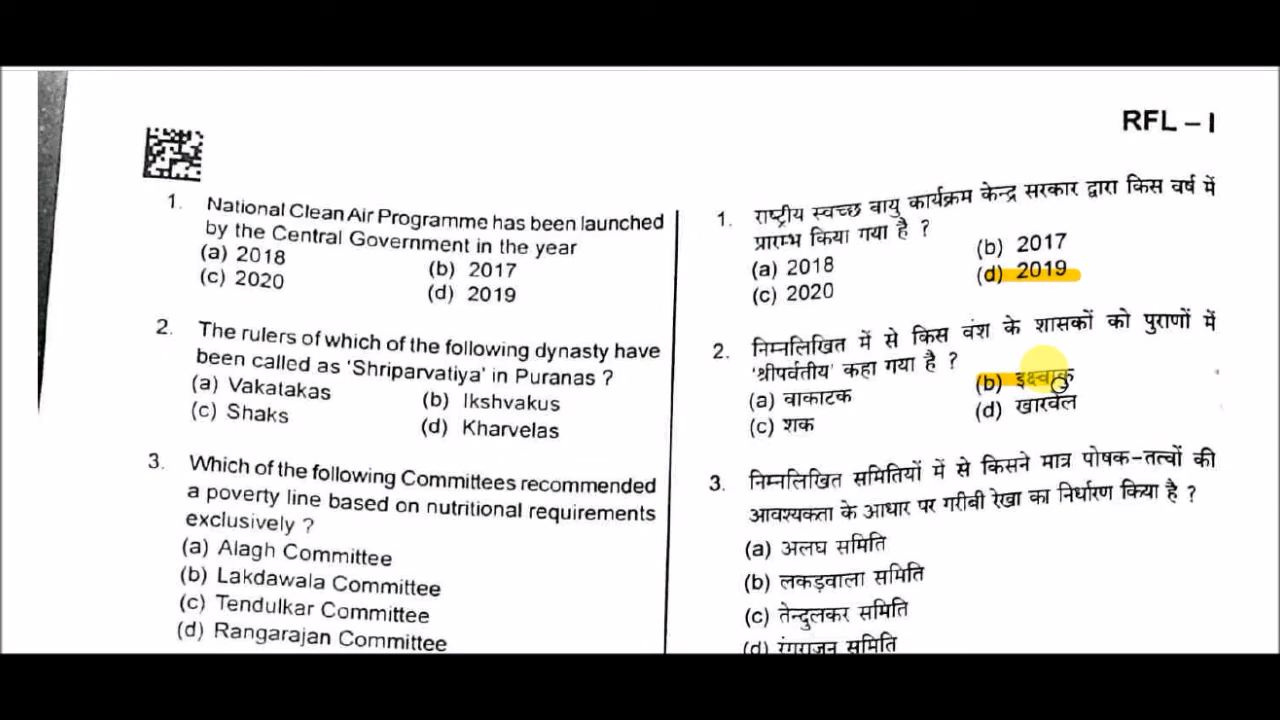 RFL – I
1. National Clean Air Programme has been launched
by the Central Government in the year
(a) 2018 (b) 2017
(c) 2020 (d) 2019
2. The rulers of which of the following dynasty have
been called as 'Shriparvatiya' in Puranas ?
(a) Vakatakas (b) Ikshvakus
(c) Shaks (d) Kharvelas
3. Which of the following Committees recommended
a poverty line based on nutritional requirements
exclusively ?
(a) Alagh Committee
(b) Lakdawala Committee
(c) Tendulkar Committee
(d) Rangarajan Committee
1. राष्ट्रीय स्वच्छ वायु कार्यक्रम केन्द्र सरकार द्वारा किस वर्ष में
प्रारम्भ किया गया है ?
(a) 2018 (b) 2017
(c) 2020 (d) 2019
2. निम्नलिखित में से किस वंश के शासकों को पुराणों में
'श्रीपर्वतीय' कहा गया है ?
(a) वाकाटक (b) इक्ष्वाकु
(c) शक (d) खारवेल
3. निम्नलिखित समितियों में से किसने मात्र पोषक-तत्वों की
आवश्यकता के आधार पर गरीबी रेखा का निर्धारण किया है ?
(a) अलघ समिति
(b) लकड़वाला समिति
(c) तेन्दुलकर समिति
(d) रंगराजन समिति